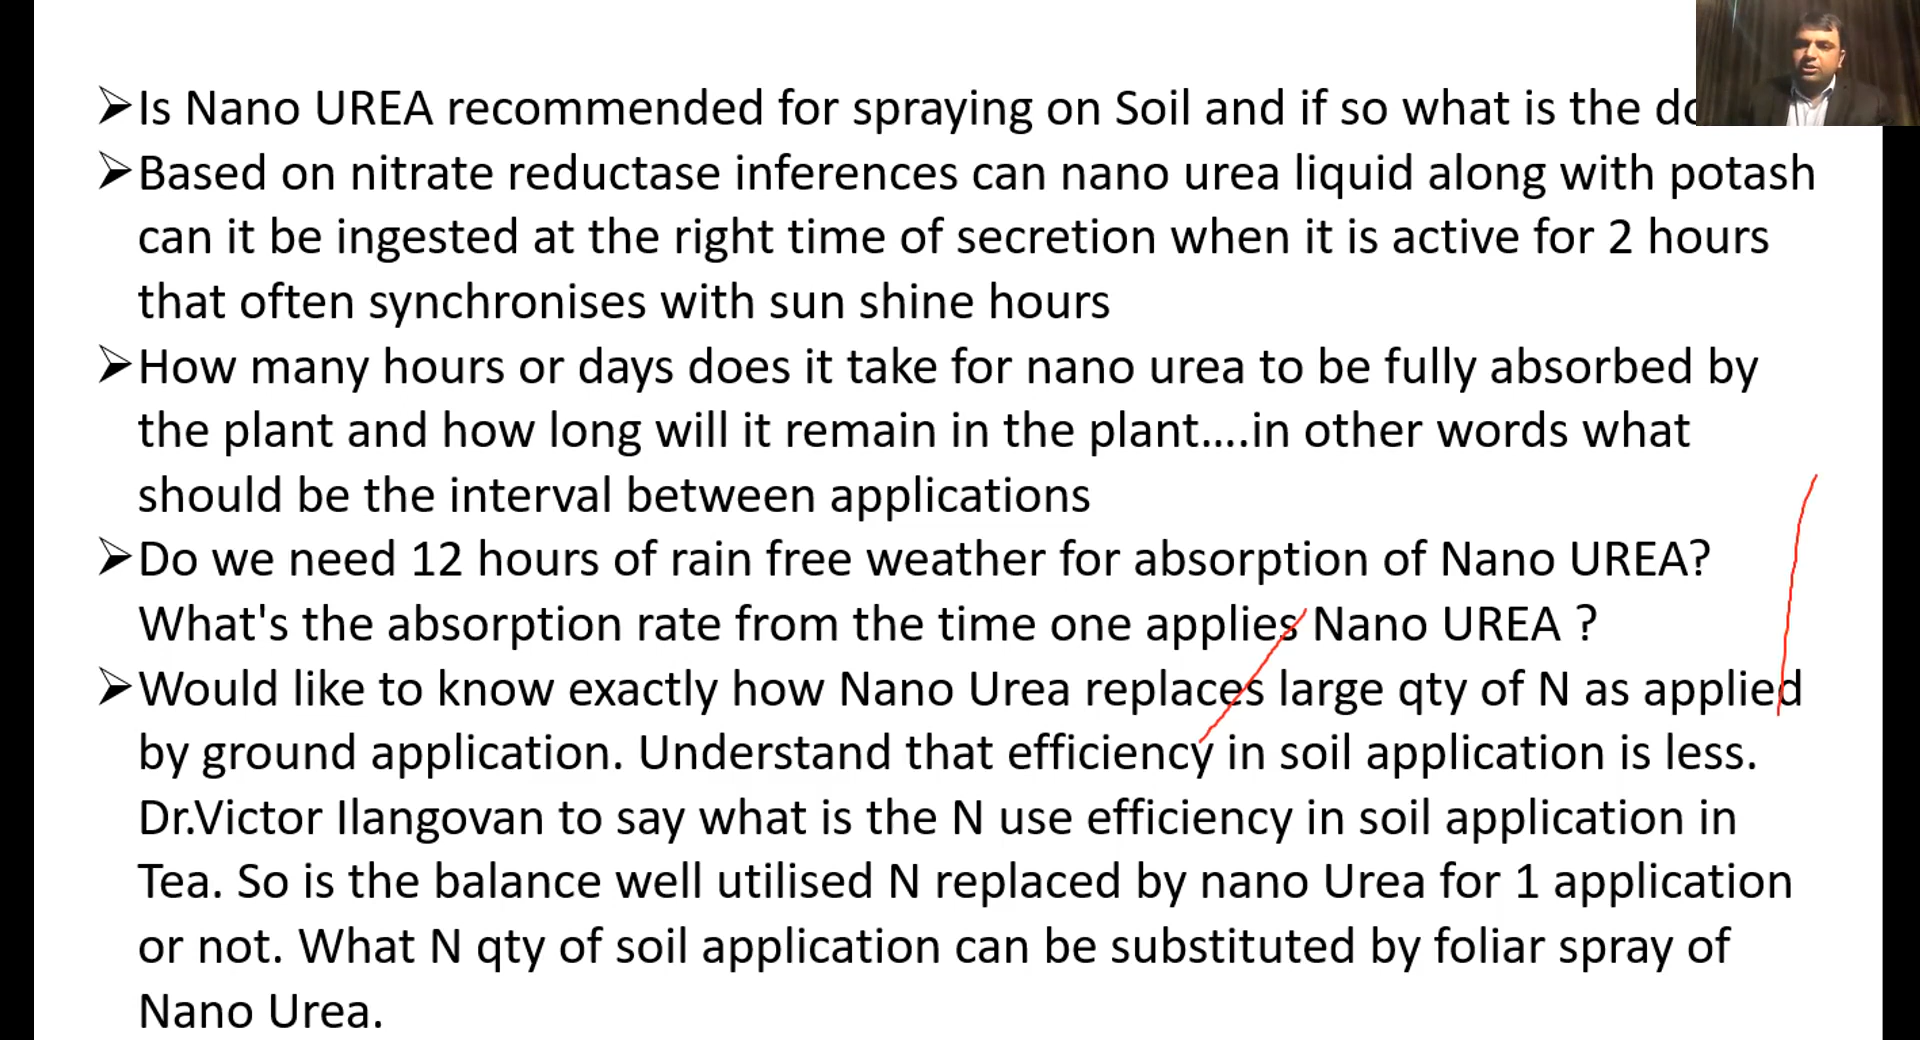 ➢Is Nano UREA recommended for spraying on Soil and if so what is the
➢Based on nitrate reductase inferences can nano urea liquid along with potash
can it be ingested at the right time of secretion when it is active for 2 hours
that often synchronises with sun shine hours
➢How many hours or days does it take for nano urea to be fully absorbed by
the plant and how long will it remain in the plant....in other words what
should be the interval between applications
➢Do we need 12 hours of rain free weather for absorption of Nano UREA?
What's the absorption rate from the time one applies Nano UREA ?
➢Would like to know exactly how Nano Urea replaces large qty of N as applied
by ground application. Understand that efficiency in soil application is less.
Dr.Victor Ilangovan to say what is the N use efficiency in soil application in
Tea. So is the balance well utilised N replaced by nano Urea for 1 application
or not. What N qty of soil application can be substituted by foliar spray of
Nano Urea.